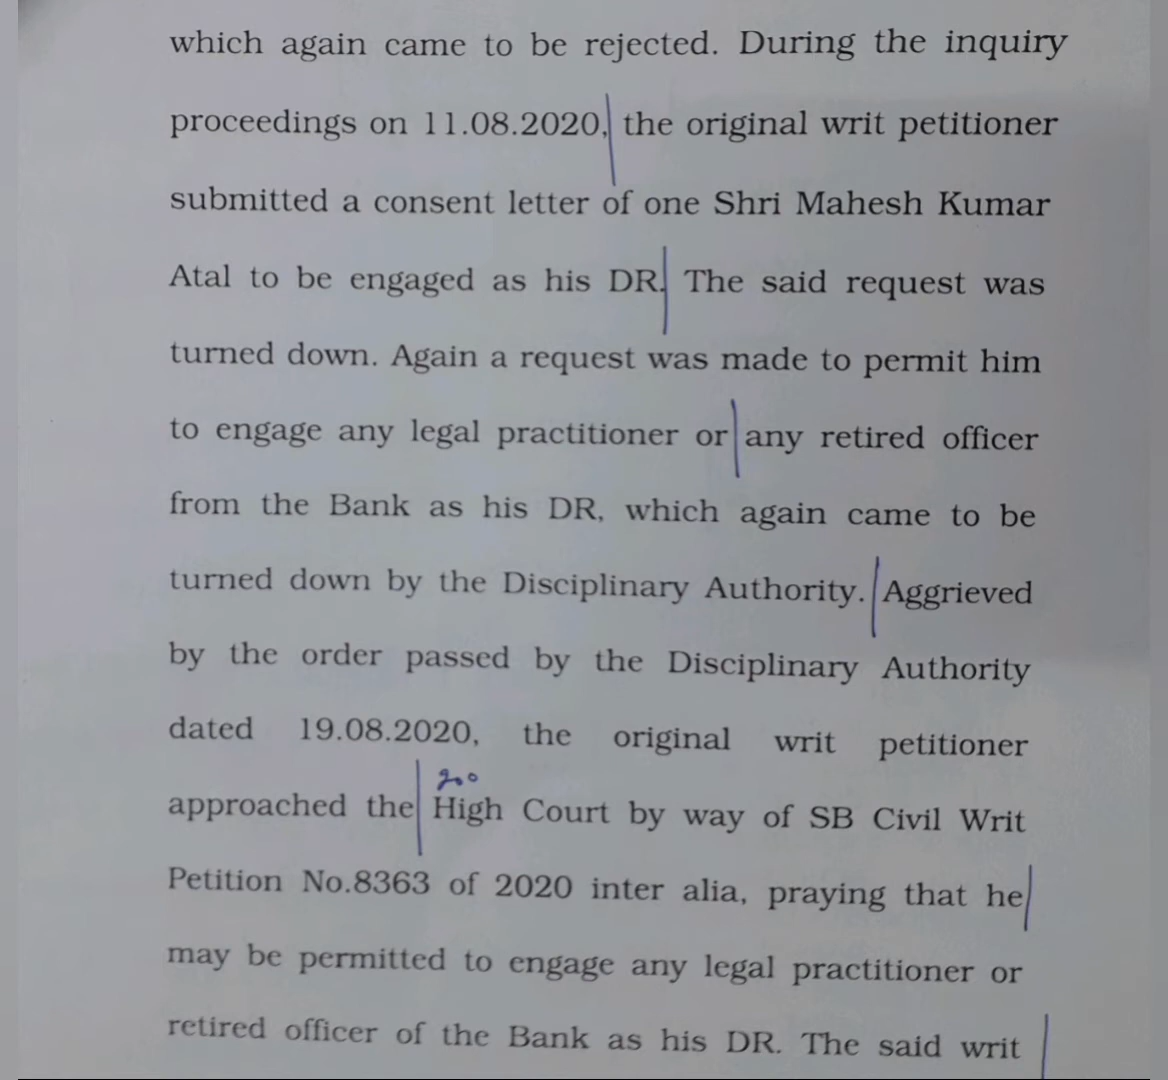 which again came to be rejected. During the inquiry
proceedings on 11.08.2020, the original writ petitioner
submitted a consent letter of one Shri Mahesh Kumar
Atal to be engaged as his DR. The said request was
turned down. Again a request was made to permit him
to engage any legal practitioner or any retired officer
from the Bank as his DR, which again came to be
turned down by the Disciplinary Authority. Aggrieved
by the order passed by the Disciplinary Authority
dated 19.08.2020, the original writ petitioner
200
approached the High Court by way of SB Civil Writ
Petition No.8363 of 2020 inter alia, praying that he
may be permitted to engage any legal practitioner or
retired officer of the Bank as his DR. The said writ